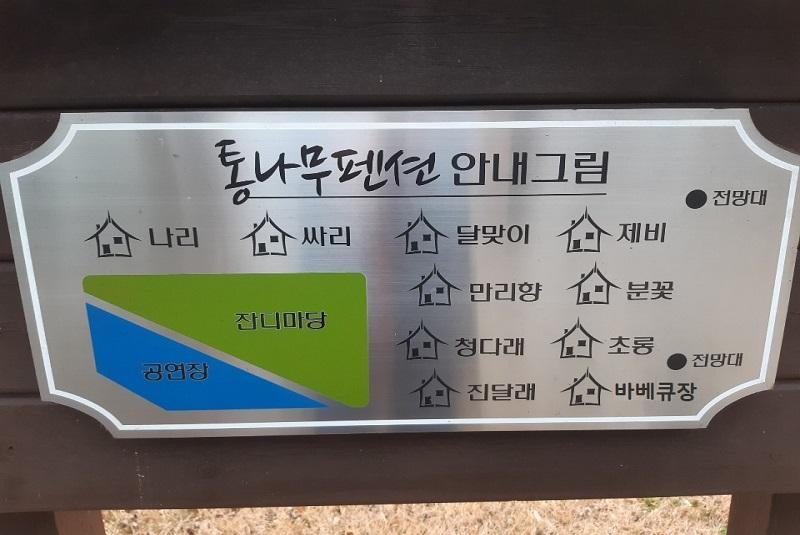 통나무펜션 안내그림
전망대
나리 싸리 달맞이 제비
만리향 분꽃
잔디마당
청다래 초롱
전망대
공연장
진달래 바베큐장